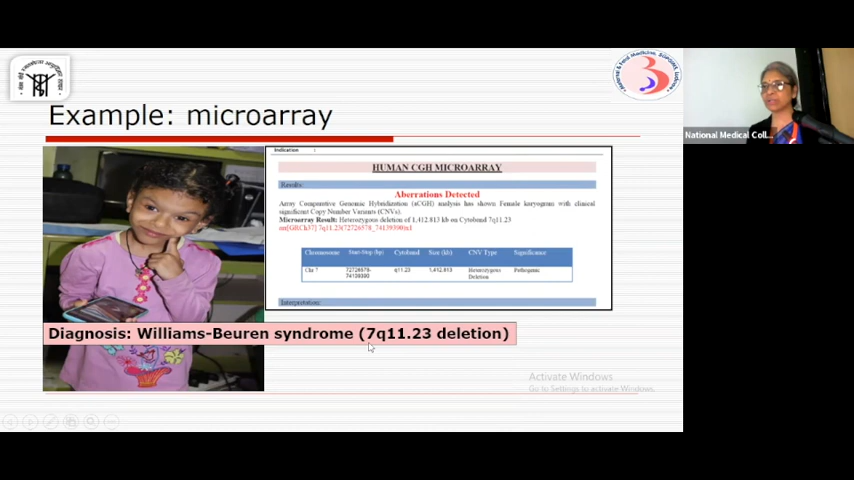 Example: microarray
National Medical Coll...
Indication :
HUMAN CGH MICROARRAY
Results:
Aberrations Detected
Array Comparative Genomic Hybridization (aCGH) analysis has shown Female karyogram with clinical
significant Copy Number Variants (CNVs).
Microarray Result: Heterozygous deletion of 1,412.813 kb on Cytoband 7q11.23
arr[GRCh37] 7q11.23(72726578_74139390)x1
Chromosome Start-Stop (bp) Cytoband Size (kb) CNV Type Significance
Chr 7 72726578- q11.23 1,412.813 Heterozygous Pathogenic
74139390 Deletion
Interpretation:
Diagnosis: Williams-Beuren syndrome (7q11.23 deletion)
Activate Windows
Go to Settings to activate Windows.